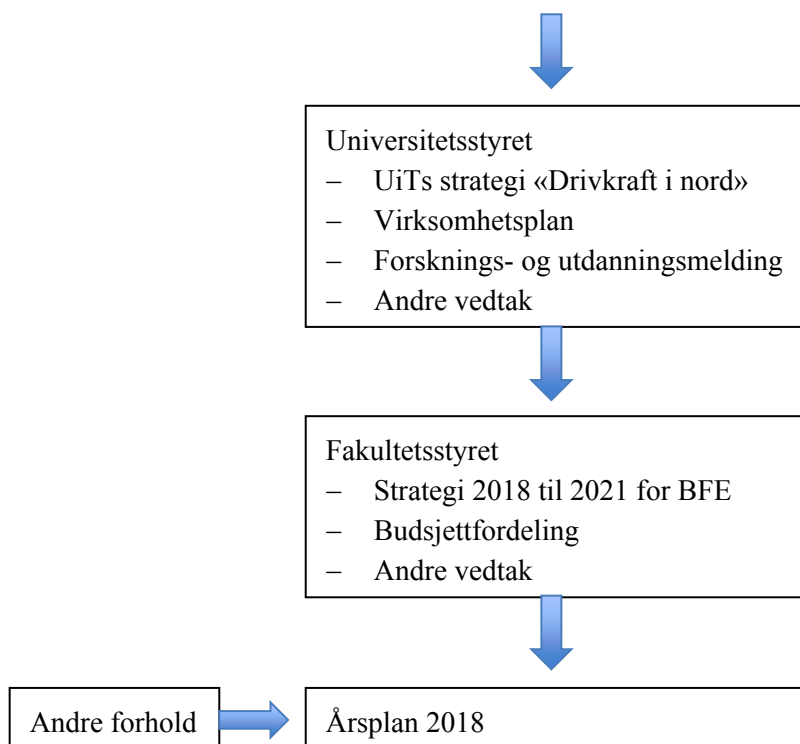 Universitetsstyret
– UiTs strategi «Drivkraft i nord»
– Virksomhetsplan
– Forsknings- og utdanningsmelding
– Andre vedtak
Fakultetsstyret
– Strategi 2018 til 2021 for BFE
– Budsjettfordeling
– Andre vedtak
Andre forhold
Årsplan 2018